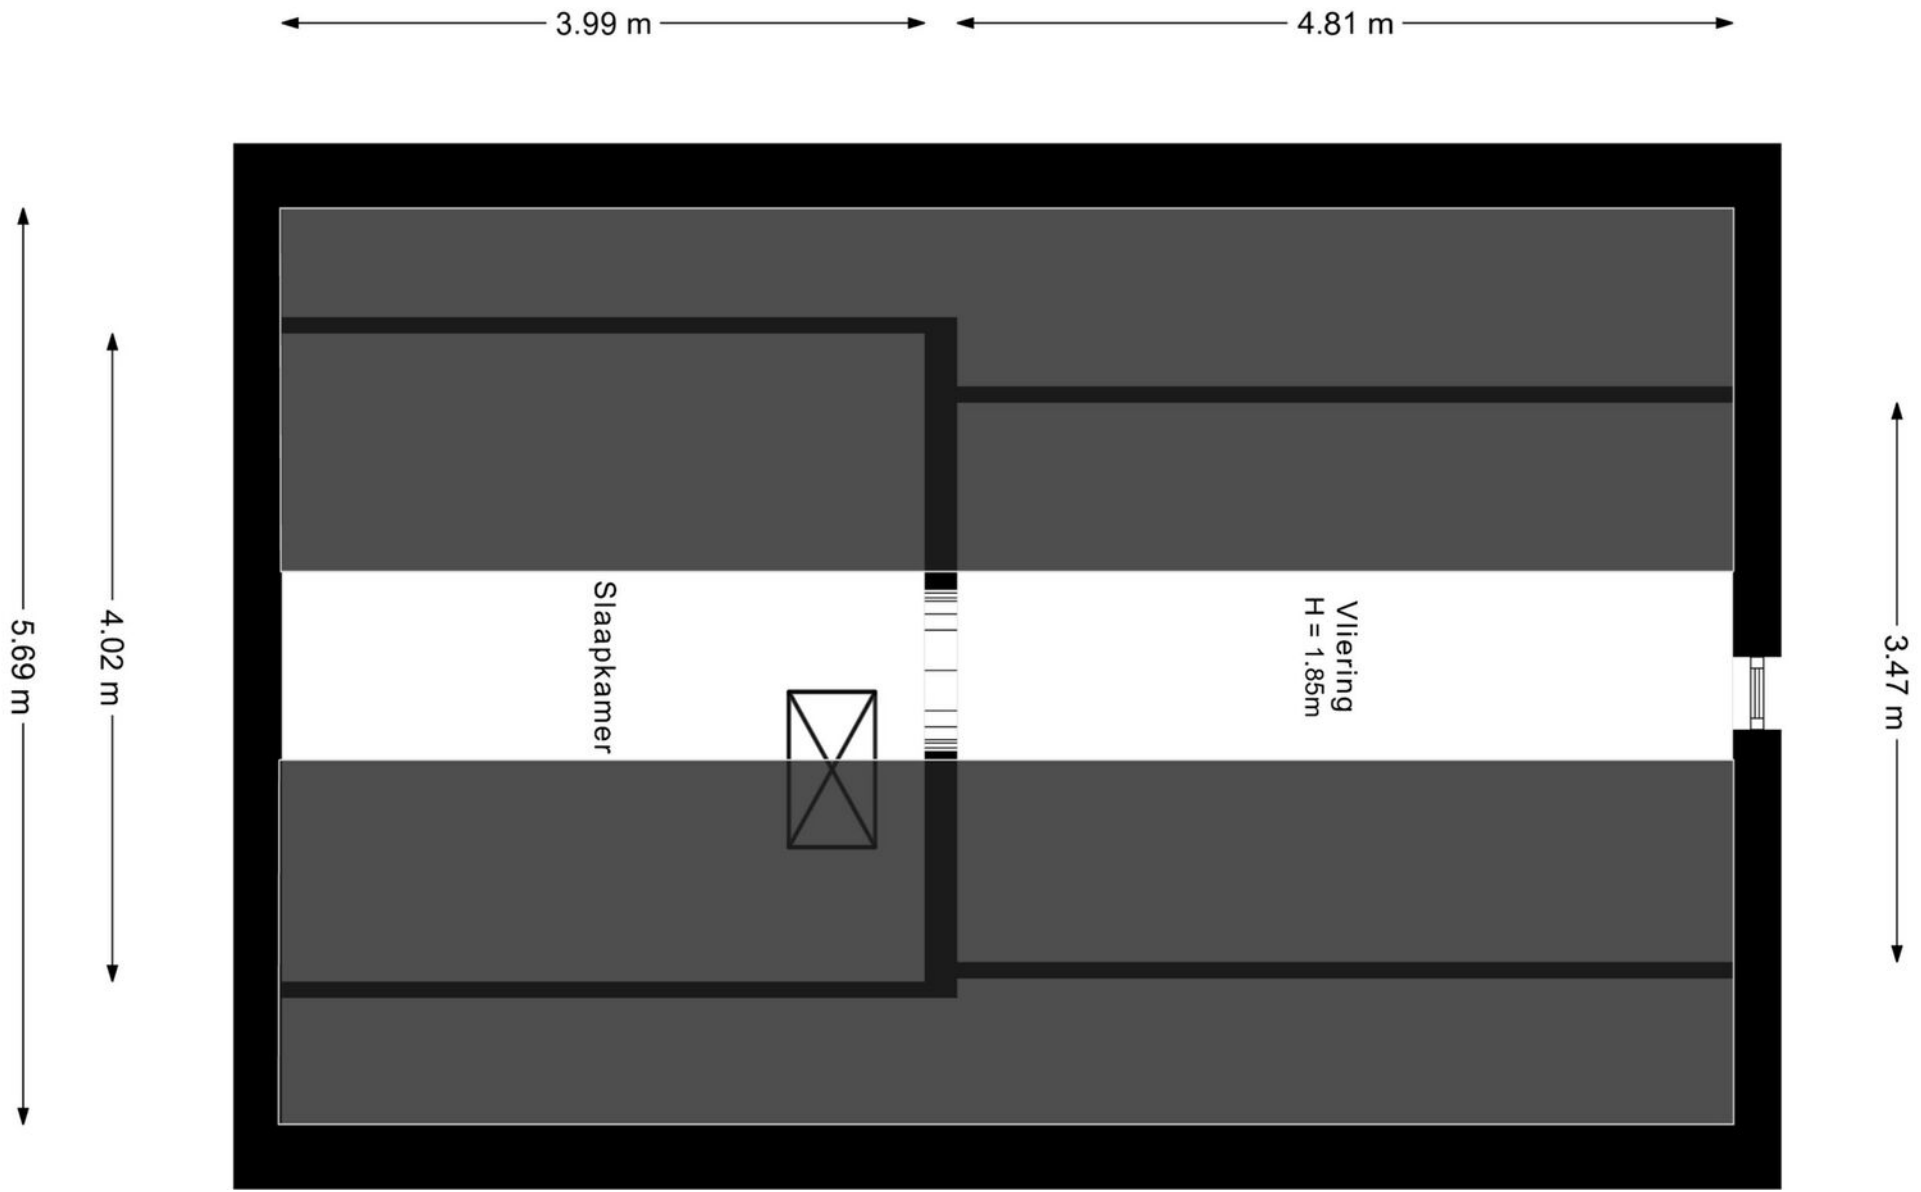 3.99 m
4.81 m
5.69 m
4.02 m
Slaapkamer
Vliering
H = 1.85m
3.47 m